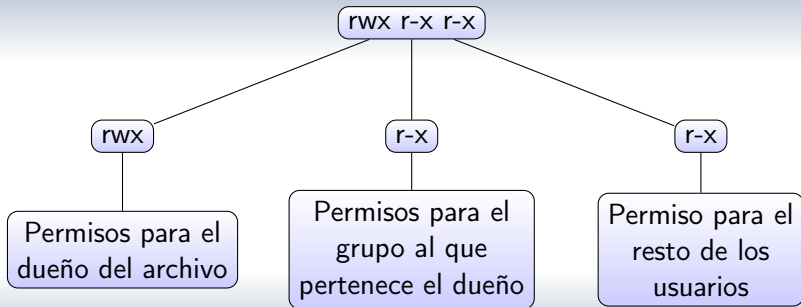 rwx r-x r-x
rwx
r-x
r-x
Permisos para el
dueño del archivo
Permisos para el
grupo al que
pertenece el dueño
Permiso para el
resto de los
usuarios